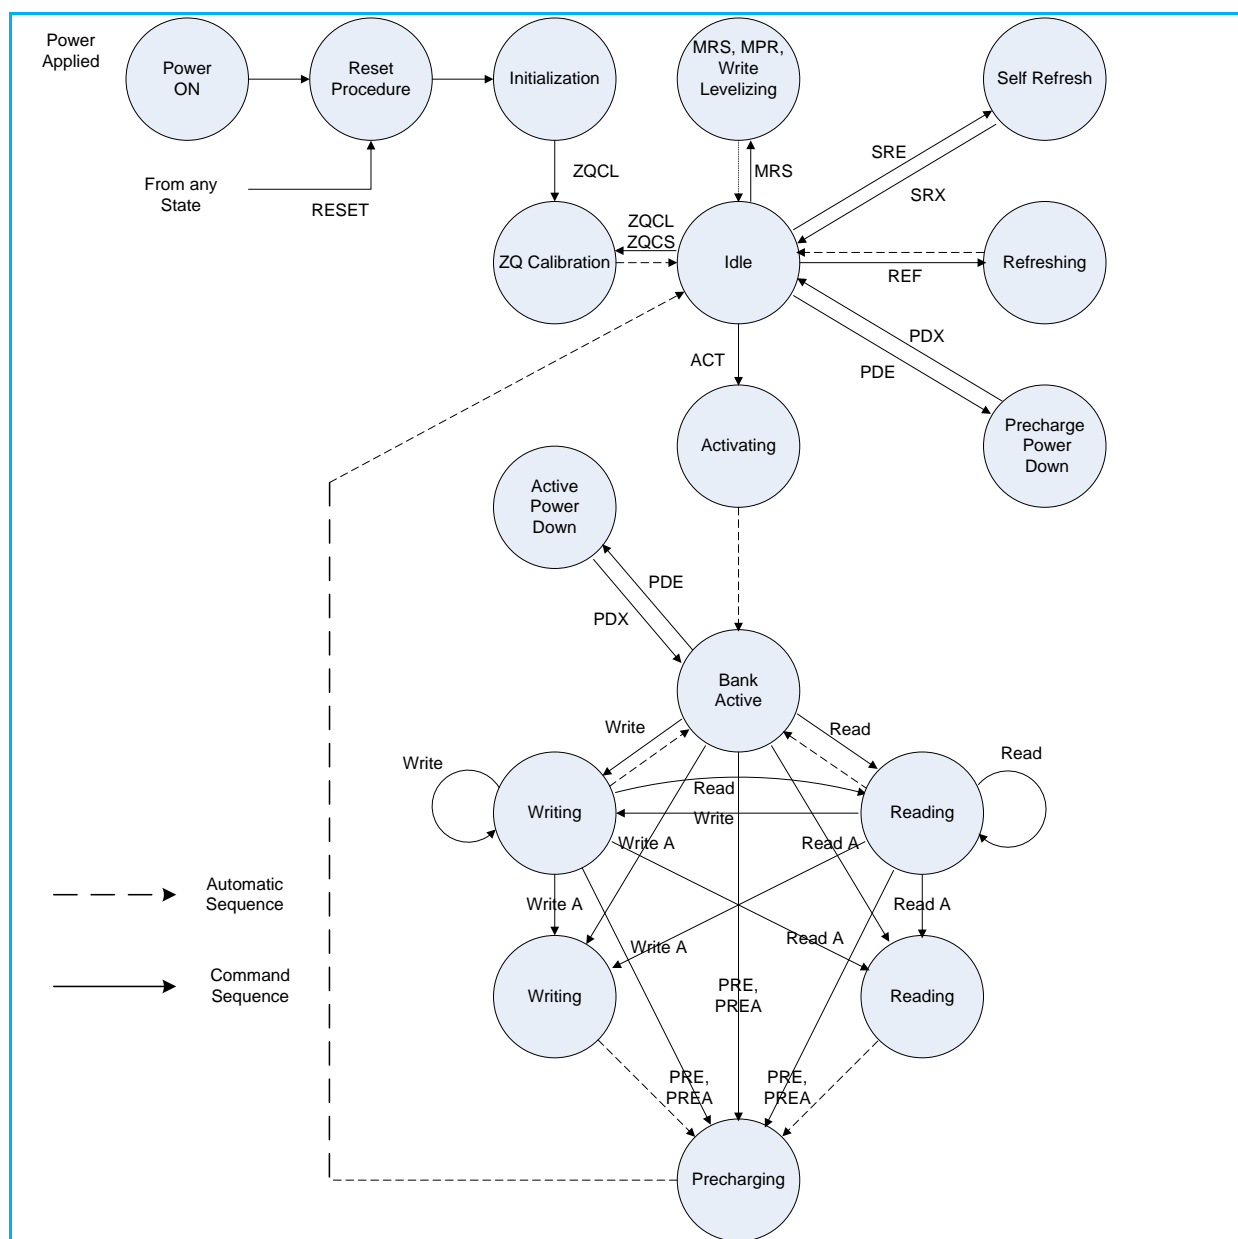 Power
Applied
Power
ON
Reset
Procedure
Initialization
MRS, MPR,
Write
Levelizing
Self Refresh
From any
State
RESET
ZQCL
MRS
SRE
SRX
ZQCL
ZQCS
ZQ Calibration
Idle
REF
Refreshing
ACT
PDX
PDE
Activating
Precharge
Power
Down
Active
Power
Down
PDE
PDX
Bank
Active
Write
Read
Write
Read
Read
Write
Writing
Reading
Write A
Read A
Automatic
Sequence
Write A
Read A
Write A
Read A
Command
Sequence
Writing
Reading
PRE,
PREA
PRE,
PREA
PRE,
PREA
Precharging